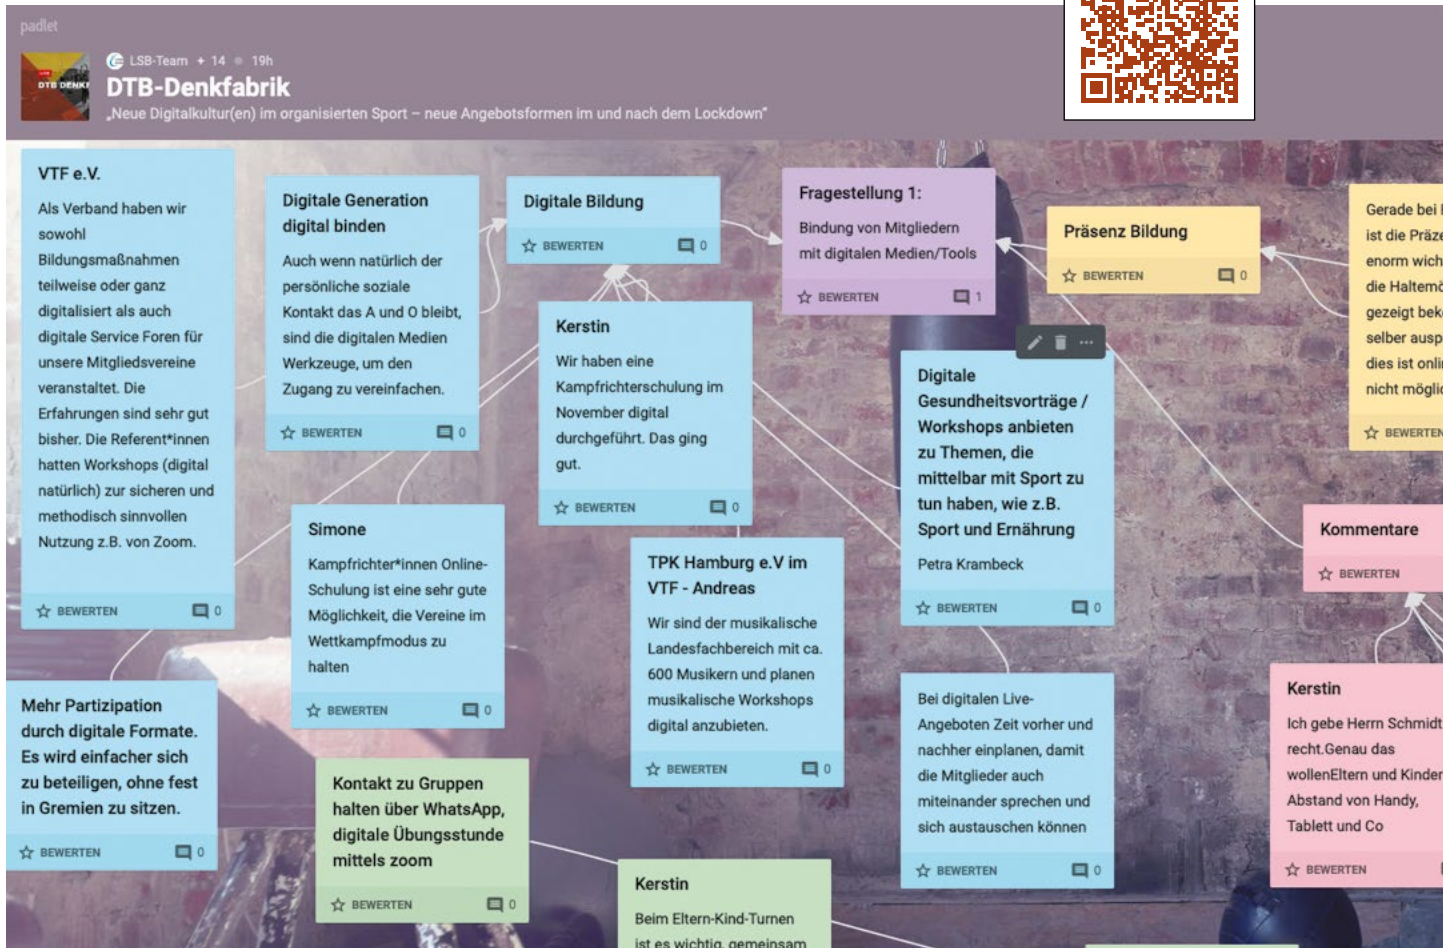 padlet
LSB-Team + 14 19h
DTB-Denkfabrik
„Neue Digitalkultur(en) im organisierten Sport – neue Angebotsformen im und nach dem Lockdown“
VTF e.V.
Als Verband haben wir
sowohl
Bildungsmaßnahmen
teilweise oder ganz
digitalisiert als auch
digitale Service Foren für
unsere Mitgliedsvereine
veranstaltet. Die
Erfahrungen sind sehr gut
bisher. Die Referent*innen
hatten Workshops (digital
natürlich) zur sicheren und
methodisch sinnvollen
Nutzung z.B. von Zoom.
BEWERTEN 0
Mehr Partizipation
durch digitale Formate.
Es wird einfacher sich
zu beteiligen, ohne fest
in Gremien zu sitzen.
BEWERTEN 0
Digitale Generation
digital binden
Auch wenn natürlich der
persönliche soziale
Kontakt das A und O bleibt,
sind die digitalen Medien
Werkzeuge, um den
Zugang zu vereinfachen.
BEWERTEN 0
Simone
Kampfrichter*innen Online-
Schulung ist eine sehr gute
Möglichkeit, die Vereine im
Wettkampfmodus zu
halten
BEWERTEN 0
Kontakt zu Gruppen
halten über WhatsApp,
digitale Übungsstunde
mittels zoom
BEWERTEN 0
Digitale Bildung
BEWERTEN 0
Kerstin
Wir haben eine
Kampfrichterschulung im
November digital
durchgeführt. Das ging
gut.
BEWERTEN 0
TPK Hamburg e.V im
VTF - Andreas
Wir sind der musikalische
Landesfachbereich mit ca.
600 Musikern und planen
musikalische Workshops
digital anzubieten.
BEWERTEN 0
Kerstin
Beim Eltern-Kind-Turnen
ist es wichtig, gemeinsam
Fragestellung 1:
Bindung von Mitgliedern
mit digitalen Medien/Tools
BEWERTEN 1
Digitale
Gesundheitsvorträge /
Workshops anbieten
zu Themen, die
mittelbar mit Sport zu
tun haben, wie z.B.
Sport und Ernährung
Petra Krambeck
BEWERTEN 0
Bei digitalen Live-
Angeboten Zeit vorher und
nachher einplanen, damit
die Mitglieder auch
miteinander sprechen und
sich austauschen können
BEWERTEN 0
Präsenz Bildung
BEWERTEN 0
Gerade bei
ist die Präze
enorm wich
die Haltemö
gezeigt bek
selber ausp
dies ist onli
nicht möglic
BEWERTEN
Kommentare
BEWERTEN
Kerstin
Ich gebe Herrn Schmidt
recht.Genau das
wollenEltern und Kinder
Abstand von Handy,
Tablett und Co
BEWERTEN